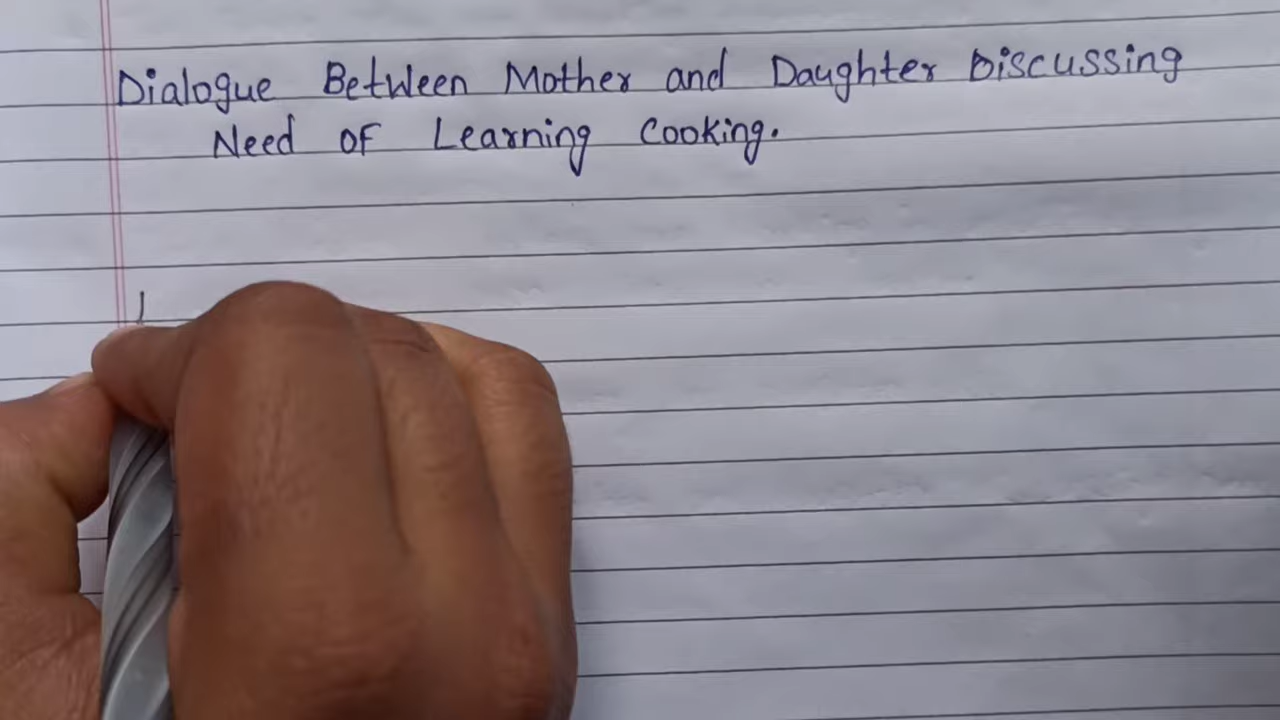 Dialogue Between Mother and Daughter Discussing
Need of Learning Cooking.